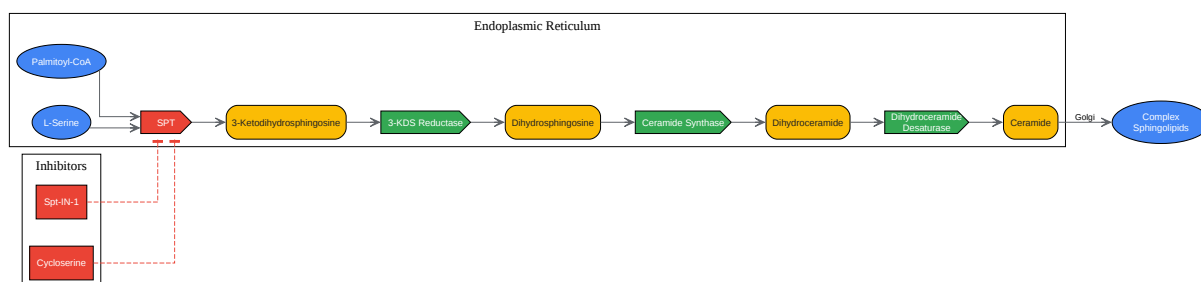 Endoplasmic Reticulum
Palmitoyl-CoA
L-Serine
SPT
3-Ketodihydrosphingosine
3-KDS Reductase
Dihydrosphingosine
Ceramide Synthase
Dihydroceramide
Dihydroceramide
Desaturase
Ceramide
Golgi
Complex
Sphingolipids
Inhibitors
Spt-IN-1
Cycloserine